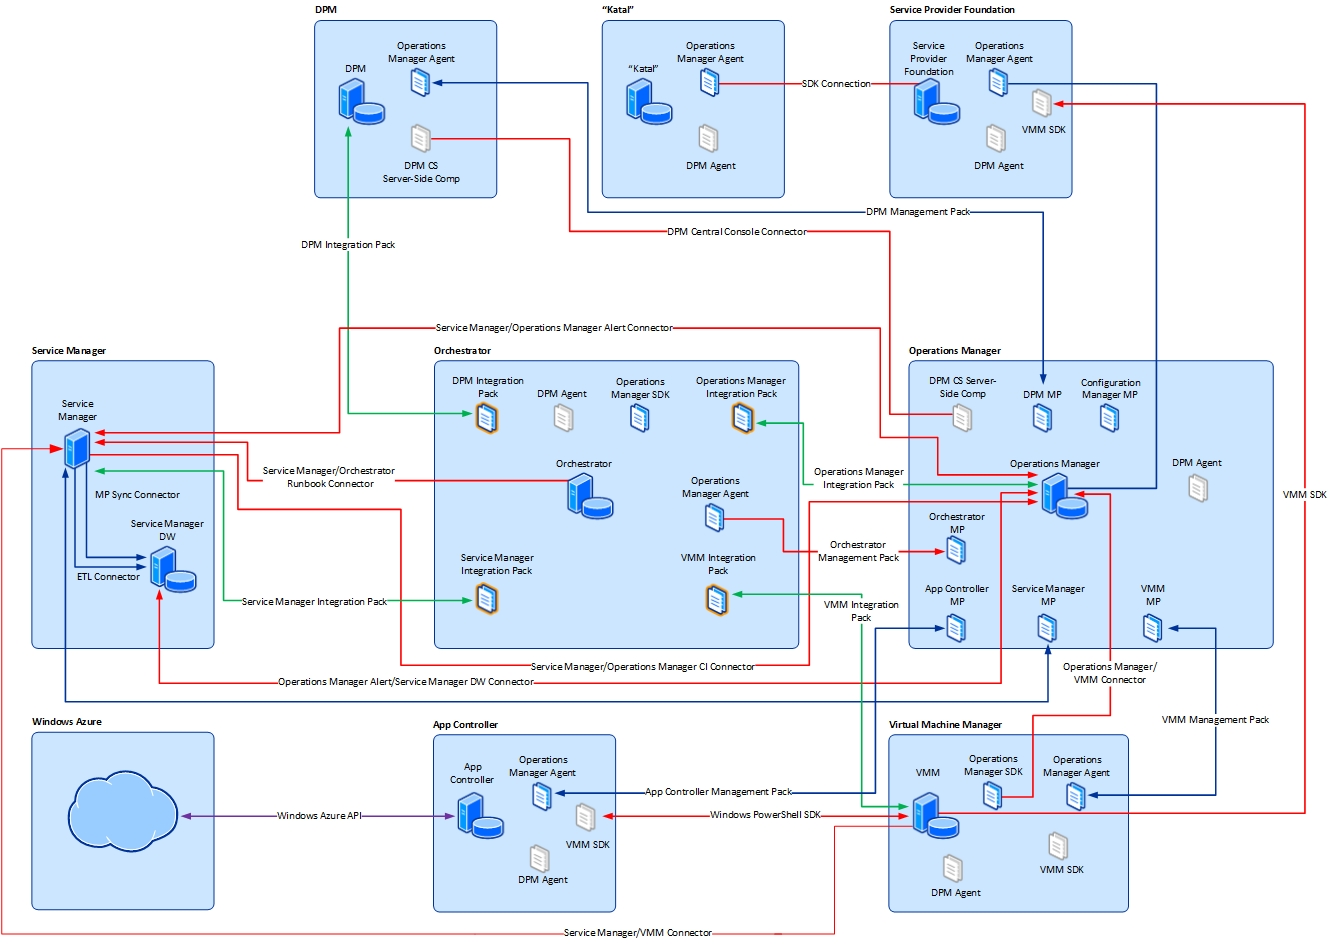 DPM
"Katal"
Service Provider Foundation
Operations
Manager Agent
DPM
DPM CS
Server-Side Comp
Operations
Manager Agent
"Katal"
DPM Agent
SDK Connection
Service
Provider
Foundation
Operations
Manager Agent
VMM SDK
DPM Agent
DPM Management Pack
DPM Central Console Connector
DPM Integration Pack
Service Manager/Operations Manager Alert Connector
Service Manager
Orchestrator
Operations Manager
Service
Manager
MP Sync Connector
Service Manager
DW
ETL Connector
Service Manager/Orchestrator
Runbook Connector
Service Manager Integration Pack
DPM Integration
Pack
DPM Agent
Operations
Manager SDK
Operations Manager
Integration Pack
Orchestrator
Operations
Manager Agent
Service Manager
Integration Pack
VMM Integration
Pack
Operations Manager
Integration Pack
Orchestrator
Management Pack
VMM Integration
Pack
DPM CS Server-
Side Comp
DPM MP
Configuration
Manager MP
Operations Manager
DPM Agent
Orchestrator
MP
App Controller
MP
Service Manager
MP
VMM
MP
VMM SDK
Service Manager/Operations Manager CI Connector
Operations Manager Alert/Service Manager DW Connector
Operations Manager/
VMM Connector
VMM Management Pack
Windows Azure
App Controller
Virtual Machine Manager
Windows Azure API
App
Controller
Operations
Manager Agent
VMM SDK
DPM Agent
App Controller Management Pack
Windows PowerShell SDK
VMM
Operations
Manager SDK
Operations
Manager Agent
VMM SDK
DPM Agent
Service Manager/VMM Connector